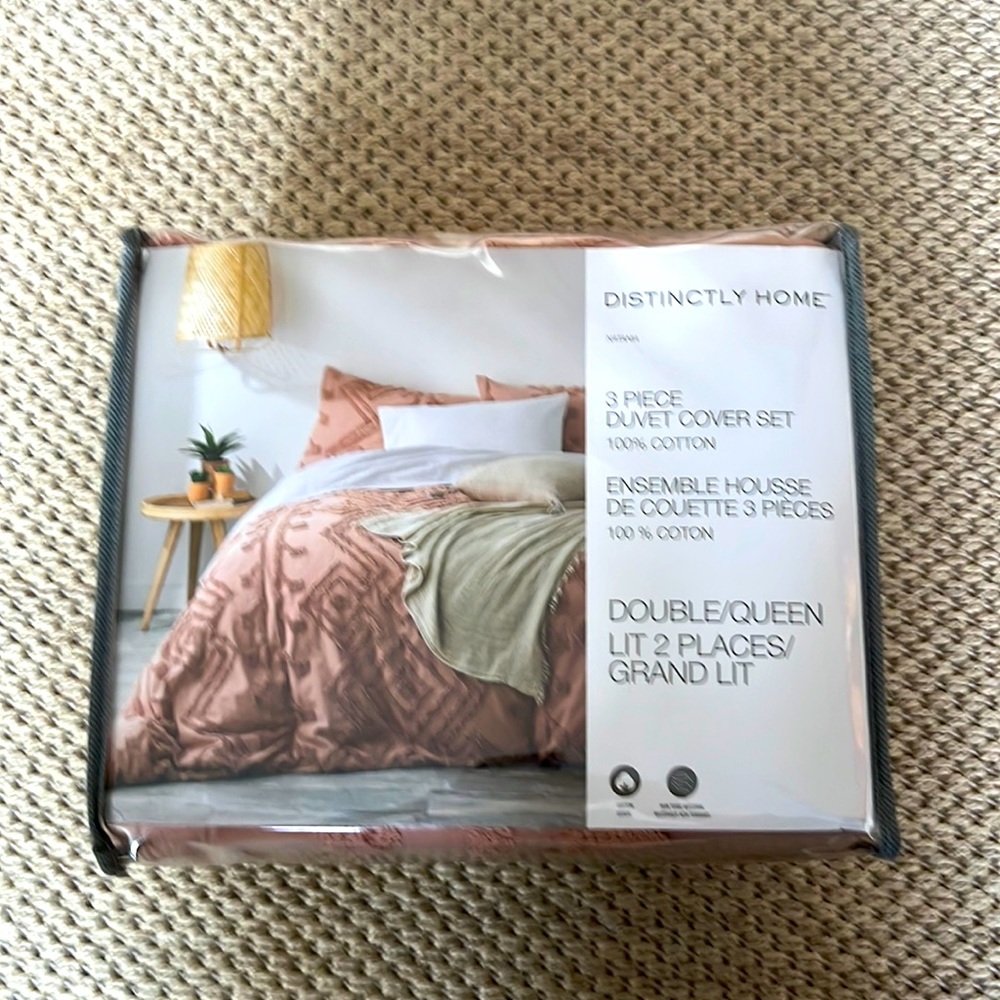 DISTINCTLY HOME
3 PIECE
DUVET COVER SET
100% COTTON
ENSEMBLE HOUSSE
DE COUETTE 3 PIÈCES
100 % COTON
DOUBLE/QUEEN
LIT 2 PLACES/
GRAND LIT